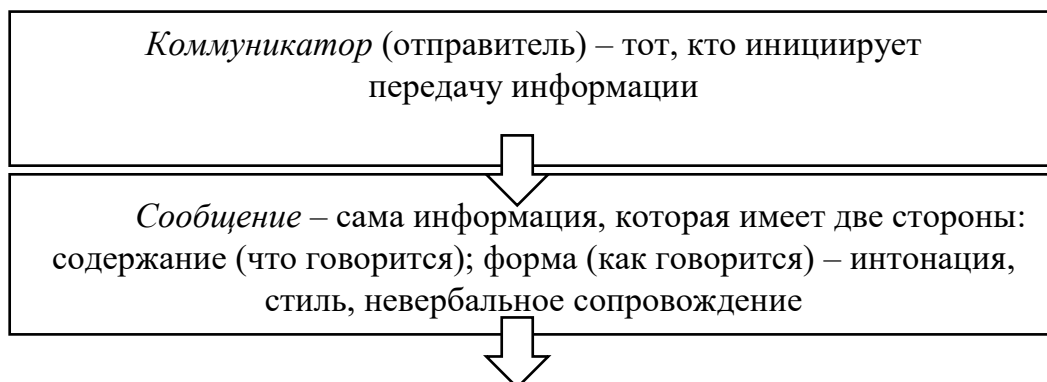 Коммуникатор (отправитель) – тот, кто инициирует
передачу информации
Сообщение – сама информация, которая имеет две стороны:
содержание (что говорится); форма (как говорится) – интонация,
стиль, невербальное сопровождение